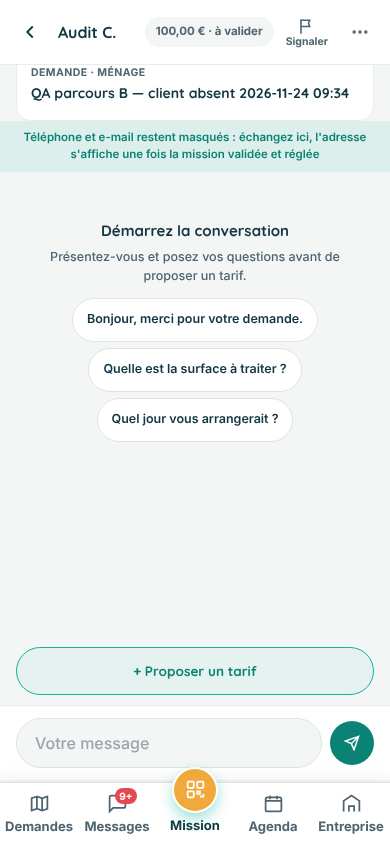 Audit C.
100,00 € · à valider
Signaler
DEMANDE · MÉNAGE
QA parcours B — client absent 2026-11-24 09:34
Téléphone et e-mail restent masqués : échangez ici, l'adresse
s'affiche une fois la mission validée et réglée
Démarrez la conversation
Présentez-vous et posez vos questions avant de
proposer un tarif.
Bonjour, merci pour votre demande.
Quelle est la surface à traiter ?
Quel jour vous arrangerait ?
+ Proposer un tarif
Votre message
9+
Demandes
Messages
Mission
Agenda
Entreprise